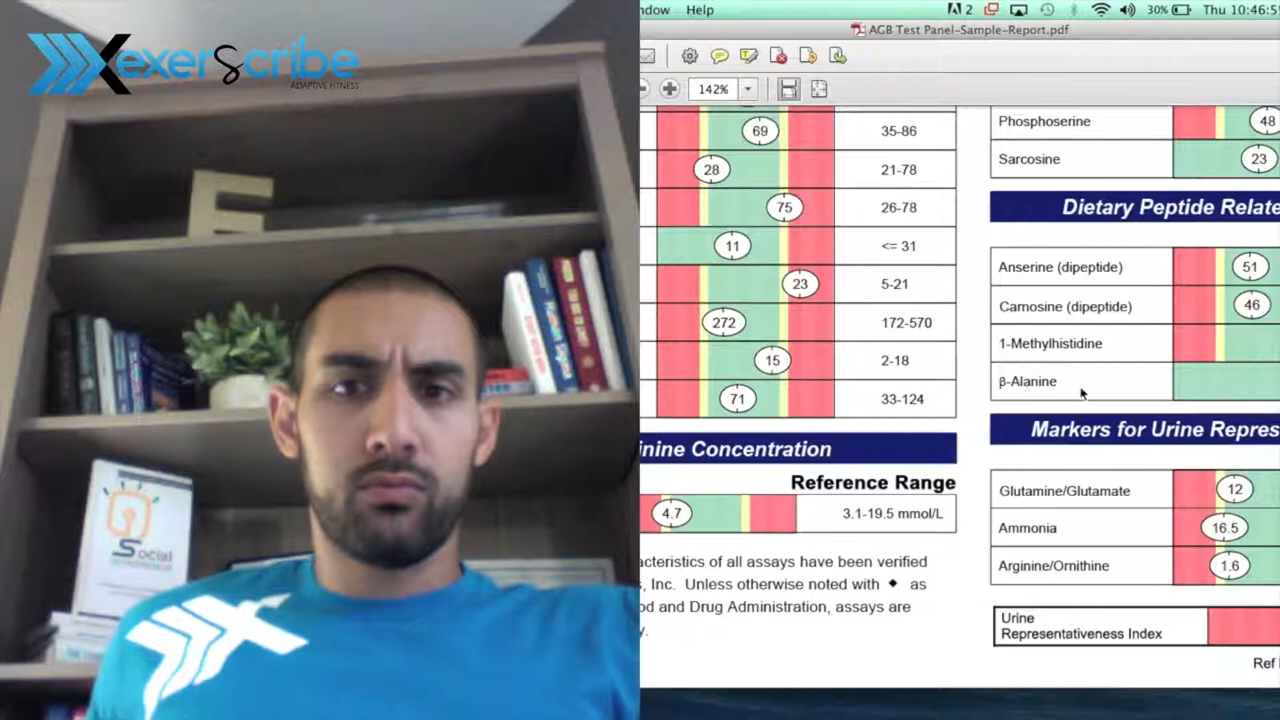 exerscribe
ADAPTIVE FITNESS
E
Social
ndow Help
2
30%
Thu 10:46:5
AGB Test Panel-Sample-Report.pdf
142%
69 35-86
28 21-78
75 26-78
11 <= 31
23 5-21
272 172-570
15 2-18
71 33-124
inine Concentration
Reference Range
4.7 3.1-19.5 mmol/L
acteristics of all assays have been verified
, Inc. Unless otherwise noted with ♦ as
od and Drug Administration, assays are
y.
Phosphoserine 48
Sarcosine 23
Dietary Peptide Relate
Anserine (dipeptide) 51
Carnosine (dipeptide) 46
1-Methylhistidine
β-Alanine
Markers for Urine Repres
Glutamine/Glutamate 12
Ammonia 16.5
Arginine/Ornithine 1.6
Urine
Representativeness Index
Ref